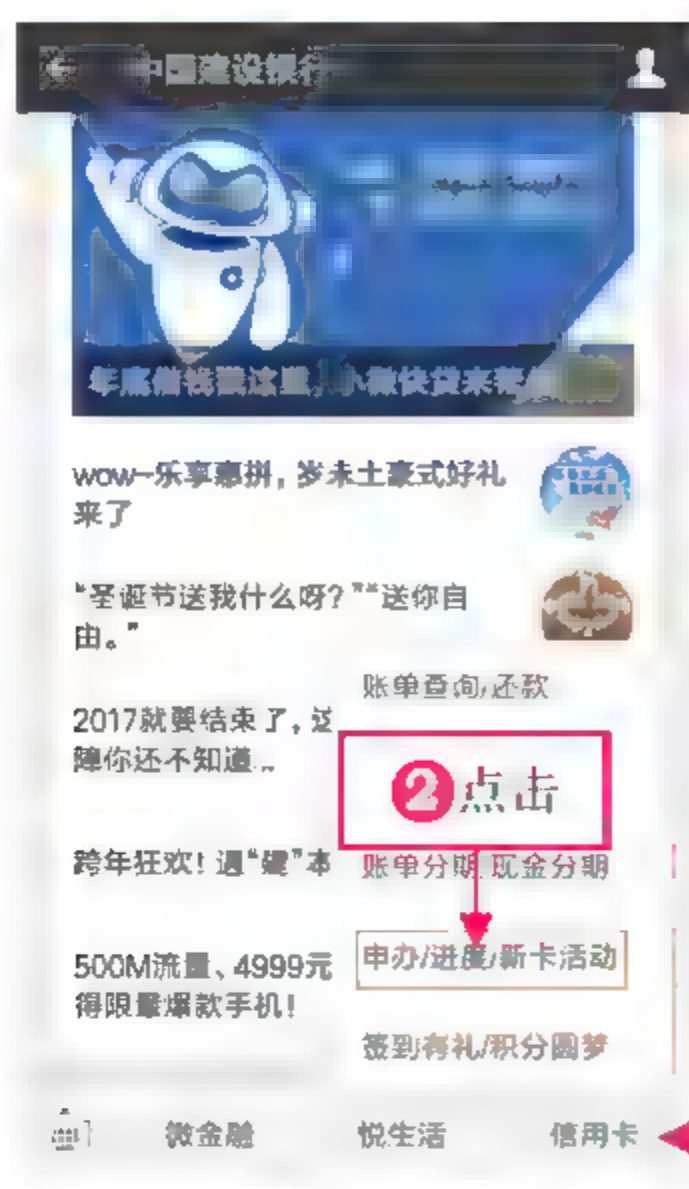 中国建设银行
年底借钱哪这里，小微快贷来帮
wow-乐享惠拼，岁末土豪式好礼
来了
“圣诞节送我什么呀？”“送你自
由。”
账单查询/还款
2017就要结束了，这
障你还不知道...
2点击
跨年狂欢！遇“建”本
账单分期/现金分期
500M流量、4999元
得限量爆款手机！
申办/进度/新卡活动
签到有礼/积分圆梦
微金融
悦生活
信用卡